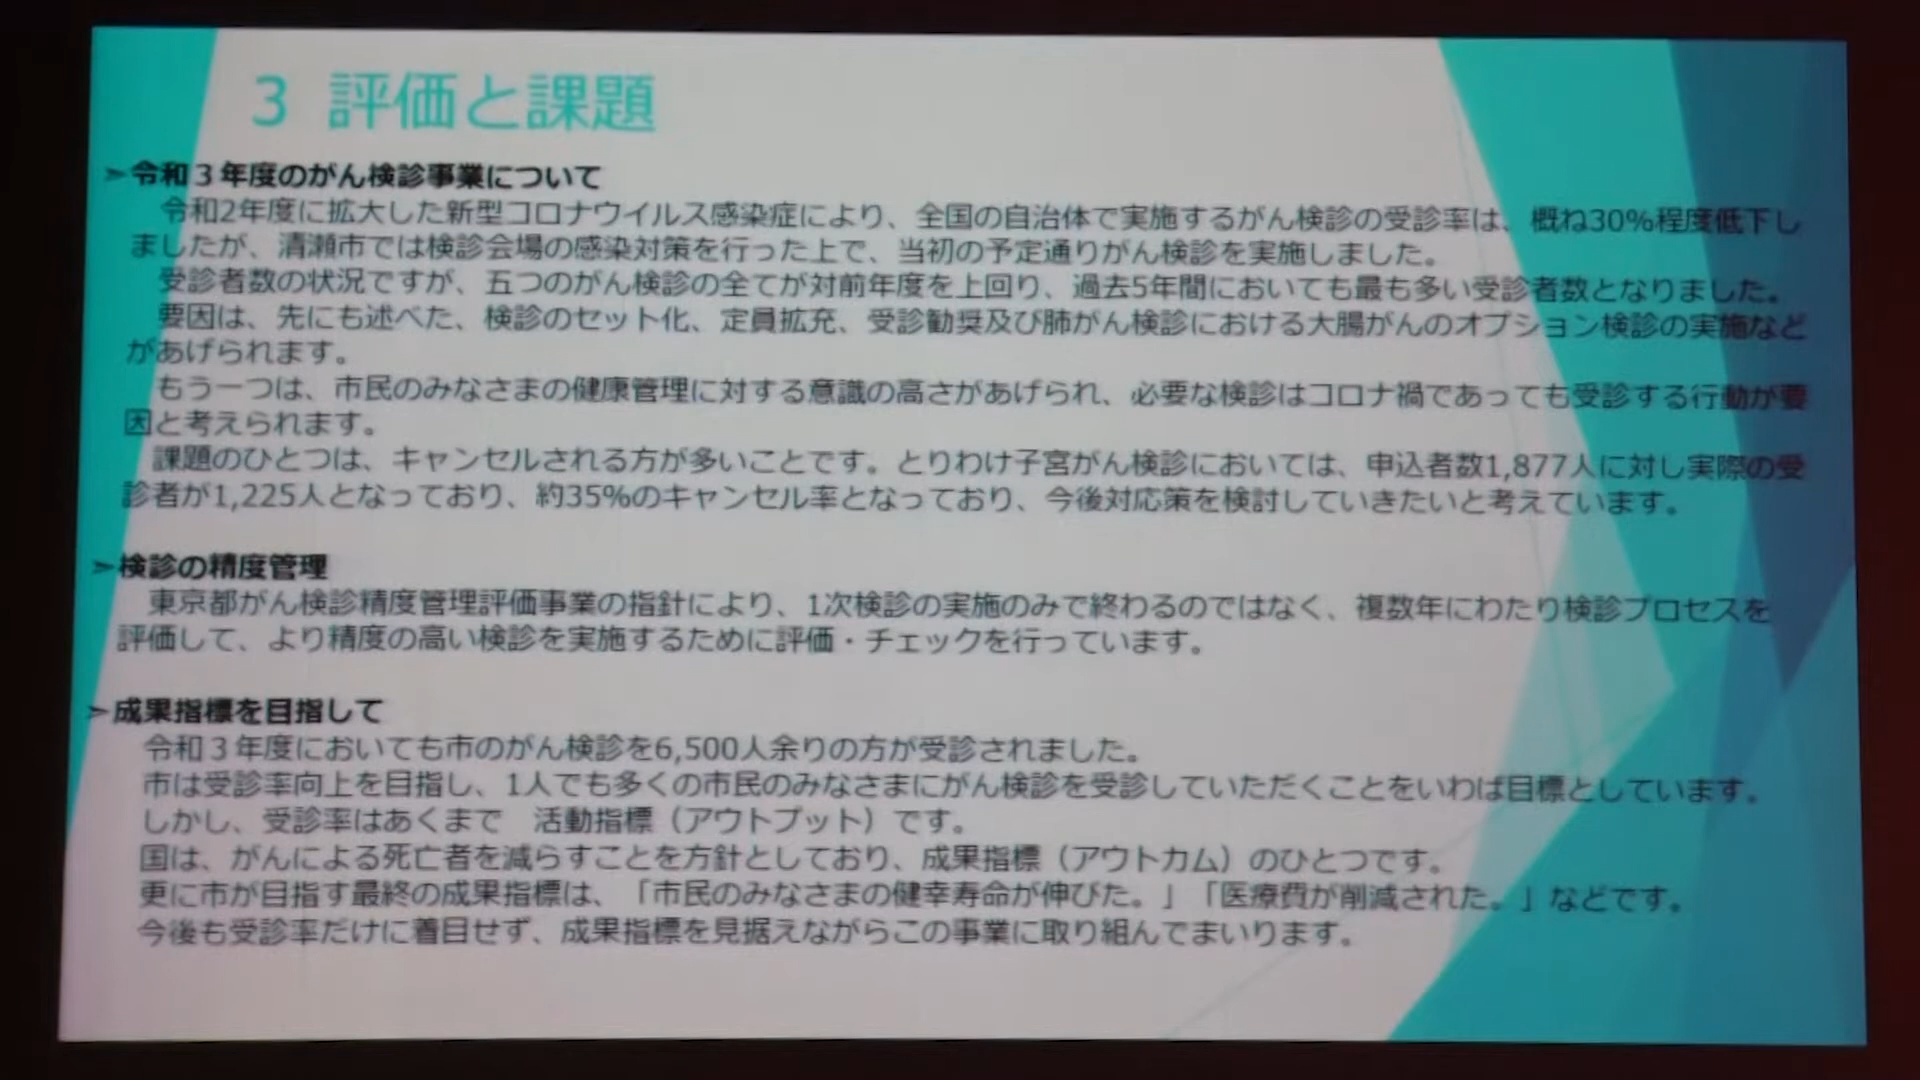 3 評価と課題
➢令和３年度のがん検診事業について
令和2年度に拡大した新型コロナウイルス感染症により、全国の自治体で実施するがん検診の受診率は、概ね30%程度低下し
ましたが、清瀬市では検診会場の感染対策を行った上で、当初の予定通りがん検診を実施しました。
受診者数の状況ですが、五つのがん検診の全てが対前年度を上回り、過去5年間においても最も多い受診者数となりました。
要因は、先にも述べた、検診のセット化、定員拡充、受診勧奨及び肺がん検診における大腸がんのオプション検診の実施など
があげられます。
もう一つは、市民のみなさまの健康管理に対する意識の高さがあげられ、必要な検診はコロナ禍であっても受診する行動が要
因と考えられます。
課題のひとつは、キャンセルされる方が多いことです。とりわけ子宮がん検診においては、申込者数1,877人に対し実際の受
診者が1,225人となっており、約35%のキャンセル率となっており、今後対応策を検討していきたいと考えています。
➢検診の精度管理
東京都がん検診精度管理評価事業の指針により、1次検診の実施のみで終わるのではなく、複数年にわたり検診プロセスを
評価して、より精度の高い検診を実施するために評価・チェックを行っています。
➢成果指標を目指して
令和３年度においても市のがん検診を6,500人余りの方が受診されました。
市は受診率向上を目指し、1人でも多くの市民のみなさまにがん検診を受診していただくことをいわば目標としています。
しかし、受診率はあくまで　活動指標（アウトプット）です。
国は、がんによる死亡者を減らすことを方針としており、成果指標（アウトカム）のひとつです。
更に市が目指す最終の成果指標は、「市民のみなさまの健幸寿命が伸びた。」「医療費が削減された。」などです。
今後も受診率だけに着目せず、成果指標を見据えながらこの事業に取り組んでまいります。